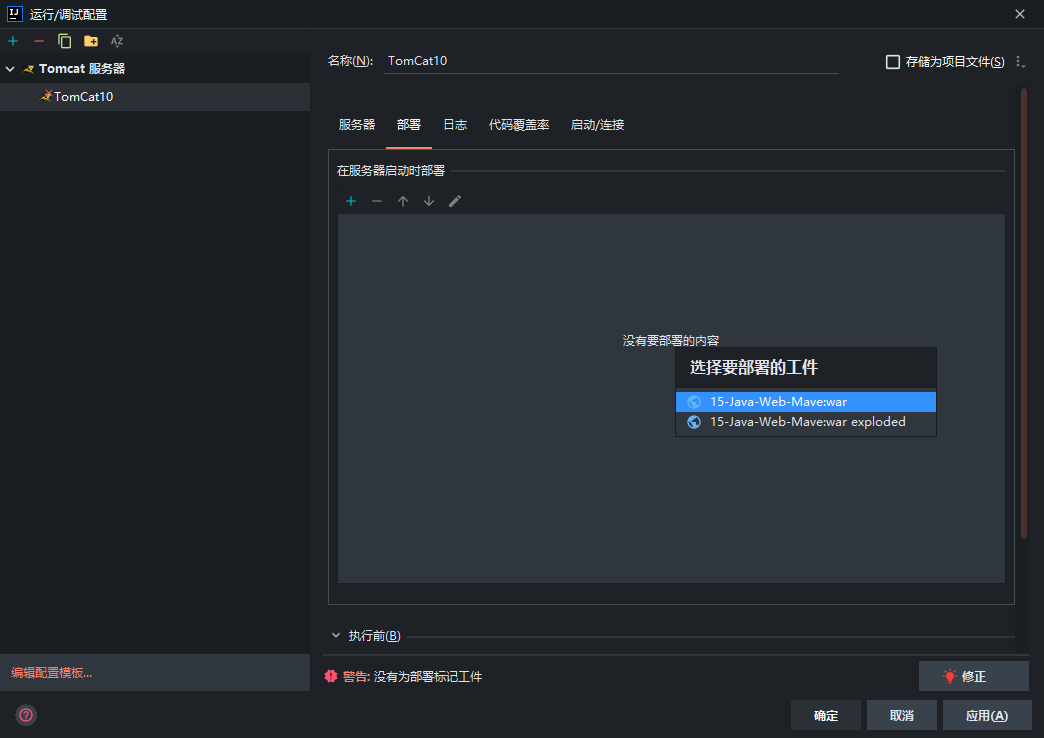 运行/调试配置
Tomcat 服务器
TomCat10
编辑配置模板...
名称(N):
TomCat10
存储为项目文件(S)
服务器 部署 日志 代码覆盖率 启动/连接
在服务器启动时部署
没有要部署的内容
选择要部署的工件
15-Java-Web-Mave:war
15-Java-Web-Mave:war exploded
执行前(B)
警告: 没有为部署标记工件
修正
确定 取消 应用(A)